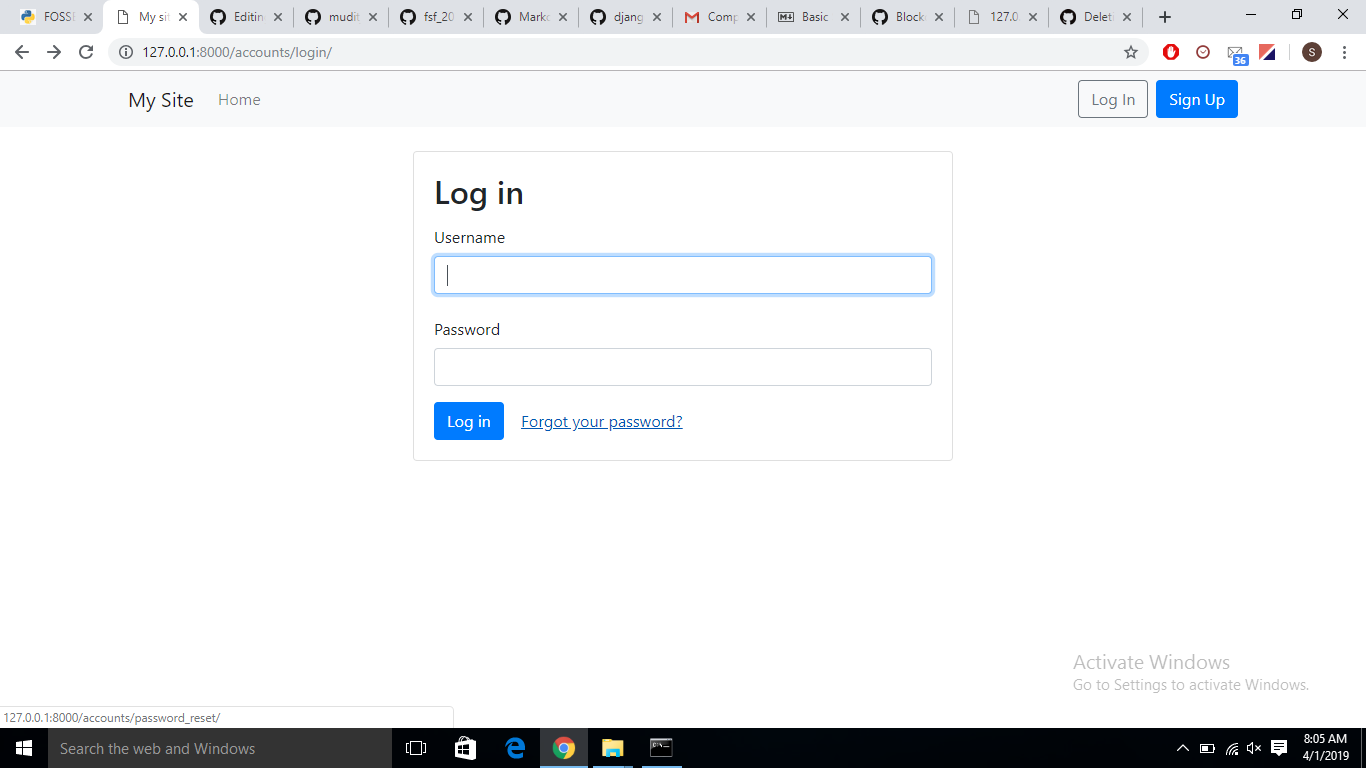 FOSSE My sit Editin mudit fsf_20 Marko djang Comp Basic Block 127.0 Delet
127.0.0.1:8000/accounts/login/
36 S
My Site Home Log In Sign Up
Log in
Username
Password
Log in Forgot your password?
Activate Windows
Go to Settings to activate Windows.
127.0.0.1:8000/accounts/password_reset/
Search the web and Windows
8:05 AM
4/1/2019